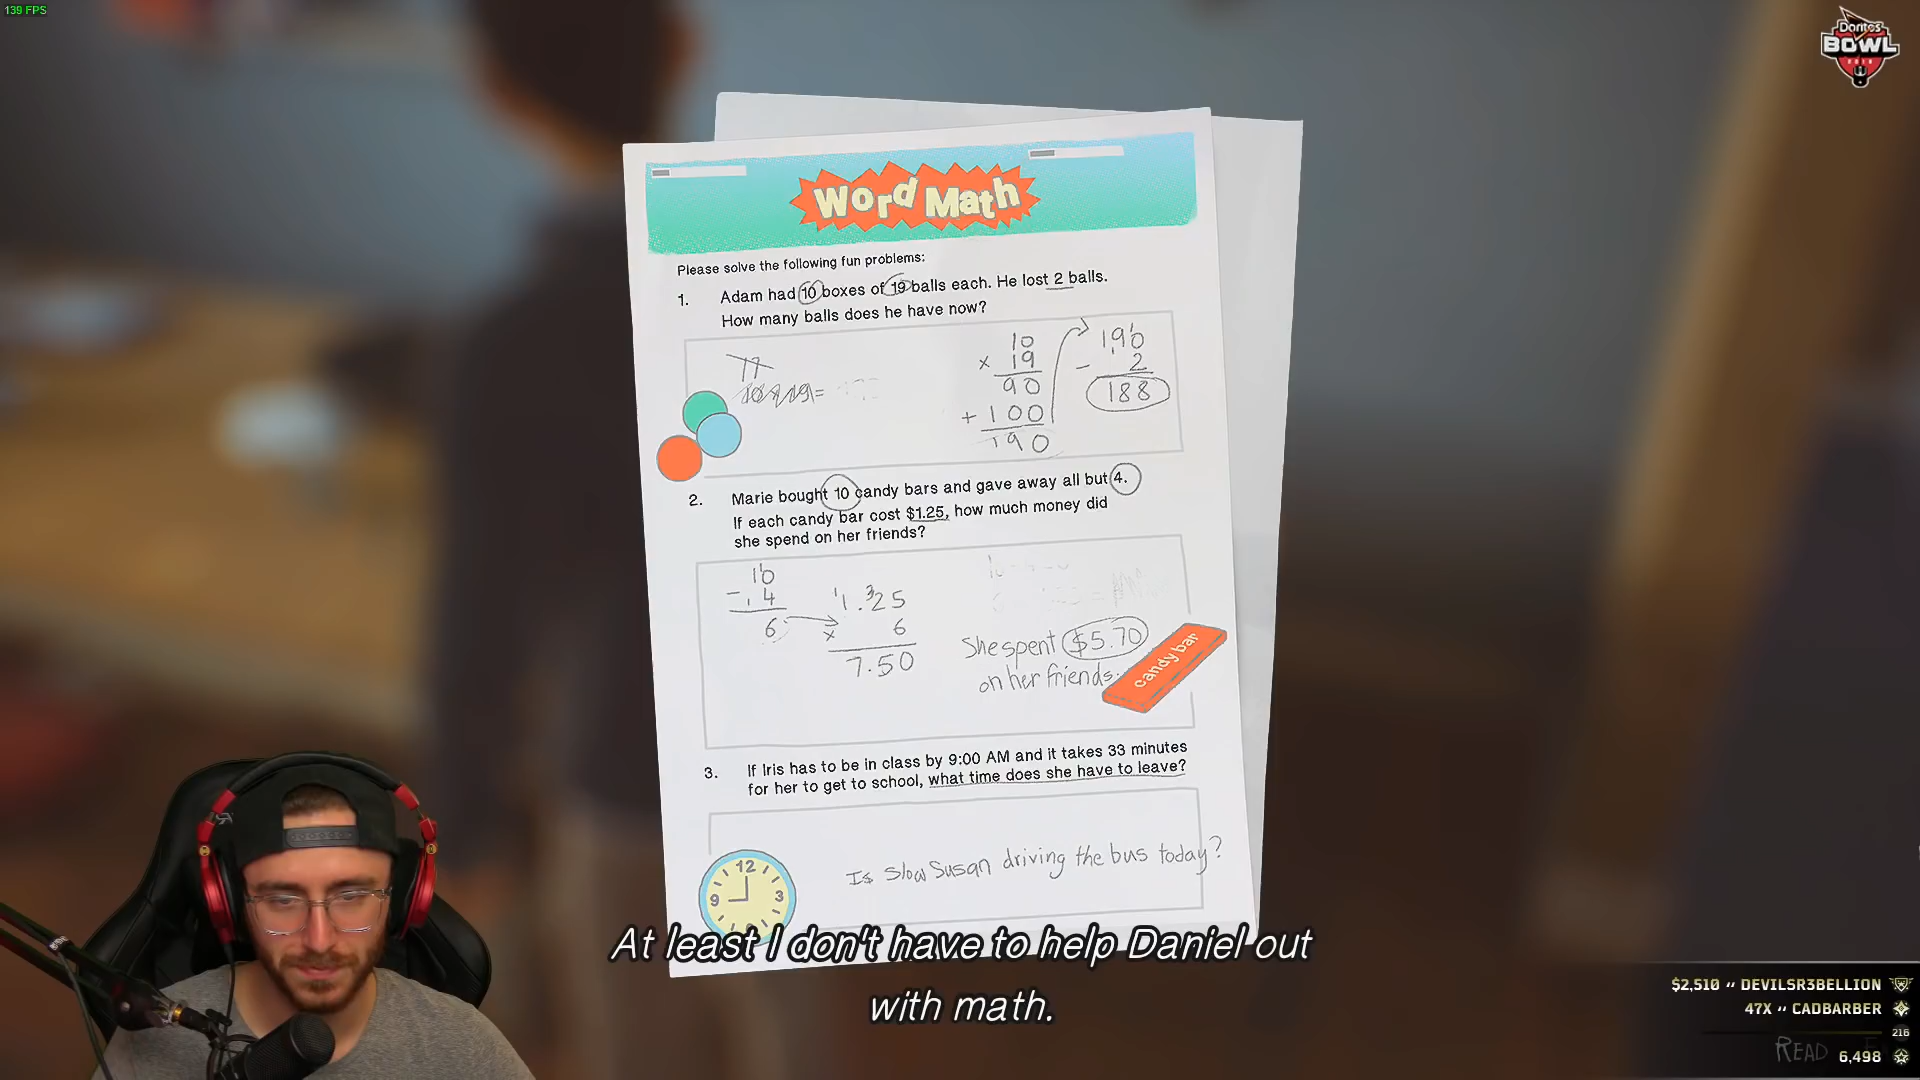 139 FPS
Doritos
BOWL
Word Math
Please solve the following fun problems:
1. Adam had 10 boxes of 19 balls each. He lost 2 balls.
How many balls does he have now?
17
10
x 19
90
+ 100
190
190
- 2
188
2. Marie bought 10 candy bars and gave away all but 4.
If each candy bar cost $1.25, how much money did
she spend on her friends?
10
- 4
6
1.25
x 6
7.50
She spent $5.70
on her friends.
candy bar
3. If Iris has to be in class by 9:00 AM and it takes 33 minutes
for her to get to school, what time does she have to leave?
12
9 3
Is Slow Susan driving the bus today?
At least I don't have to help Daniel out
with math.
$2,510 " DEVILSR3BELLION
47X " CADBARBER
216
READ
6,498